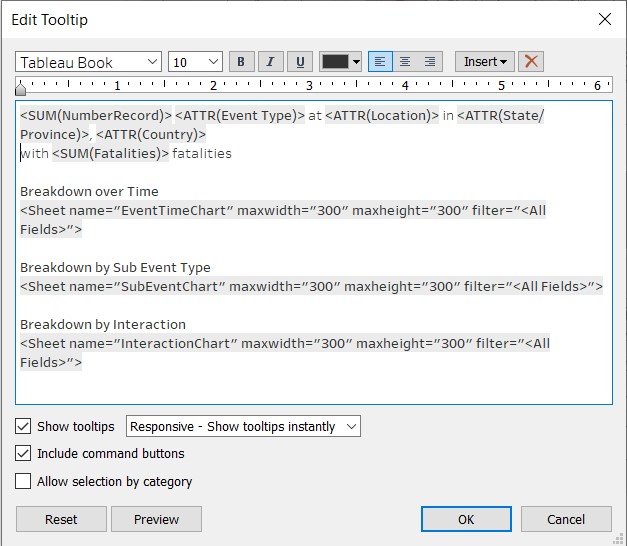 Edit Tooltip
Tableau Book 10 B I U Insert
1 2 3 4 5 6
<SUM(NumberRecord)> <ATTR(Event Type)> at <ATTR(Location)> in <ATTR(State/
Province)>, <ATTR(Country)>
with <SUM(Fatalities)> fatalities
Breakdown over Time
<Sheet name="EventTimeChart" maxwidth="300" maxheight="300" filter="<All
Fields>">
Breakdown by Sub Event Type
<Sheet name="SubEventChart" maxwidth="300" maxheight="300" filter="<All Fields>">
Breakdown by Interaction
<Sheet name="InteractionChart" maxwidth="300" maxheight="300" filter="<All
Fields>">
Show tooltips Responsive - Show tooltips instantly
Include command buttons
Allow selection by category
Reset Preview OK Cancel